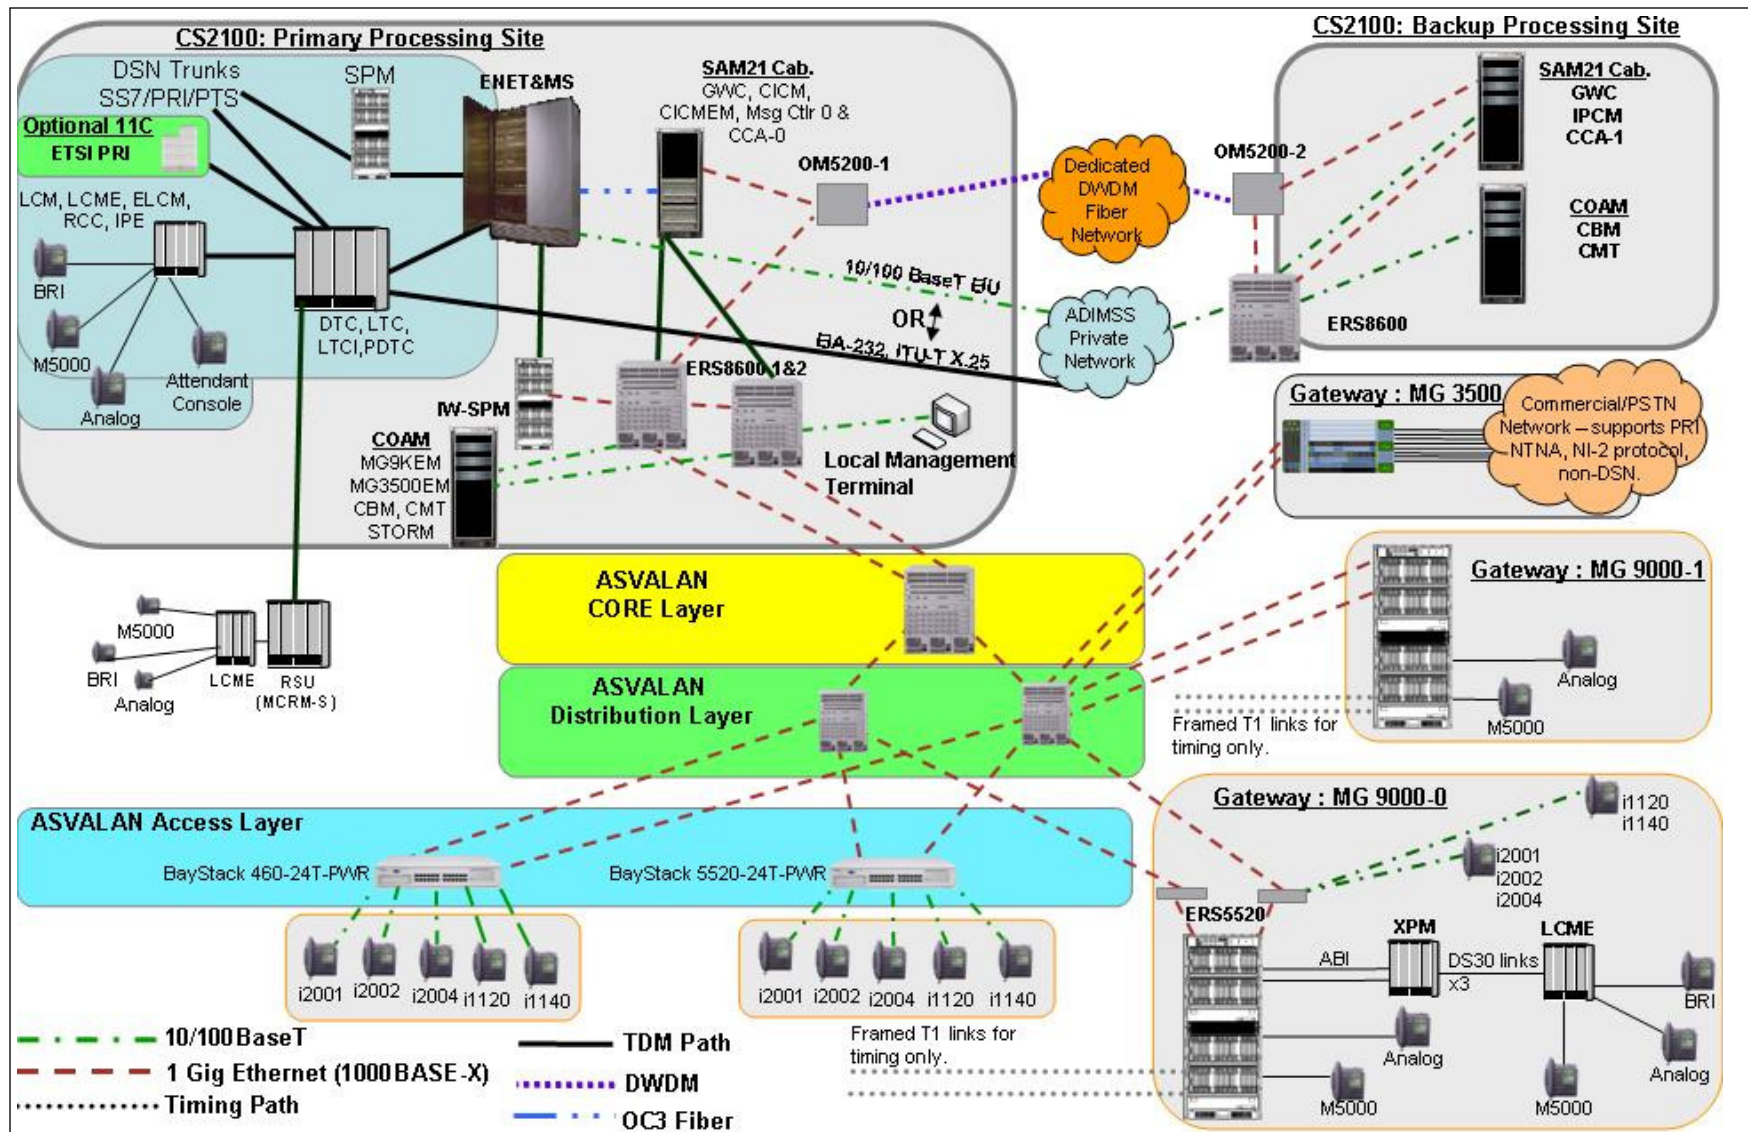 CS2100: Primary Processing Site
DSN Trunks
SS7/PRI/PTS
SPM
ENET&MS
SAM21 Cab.
GWC, CICM,
CICMEM, Msg Ctlr 0 &
CCA-0
Optional 11C
ETSI PRI
OM5200-1
LCM, LCME, ELCM,
RCC, IPE
BRI
M5000
Analog
Attendant
Console
DTC, LTC,
LTCI,PDTC
10/100 BaseT EIU
OR
EIA-232, ITU-T X.25
ERS8600 1&2
IW-SPM
COAM
MG9KEM
MG3500EM
CBM, CMT
STORM
Local Management
Terminal
Dedicated
DWDM
Fiber
Network
ADIMSS
Private
Network
CS2100: Backup Processing Site
SAM21 Cab.
GWC
IPCM
CCA-1
OM5200-2
COAM
CBM
CMT
ERS8600
Gateway : MG 3500
Commercial/PSTN
Network – supports PRI
NTNA, NI-2 protocol,
non-DSN.
M5000
BRI
Analog
LCME
RSU
(MCRM-S)
ASVALAN
CORE Layer
ASVALAN
Distribution Layer
Gateway : MG 9000-1
Analog
M5000
Framed T1 links for
timing only.
ASVALAN Access Layer
BayStack 460-24T-PWR
BayStack 5520-24T-PWR
i2001
i2002
i2004
i1120
i1140
i2001
i2002
i2004
i1120
i1140
Gateway : MG 9000-0
i1120
i1140
i2001
i2002
i2004
ERS5520
XPM
LCME
ABI
DS30 links
x3
BRI
Analog
Analog
M5000
M5000
Framed T1 links for
timing only.
10/100BaseT
1 Gig Ethernet (1000BASE-X)
Timing Path
TDM Path
DWDM
OC3 Fiber